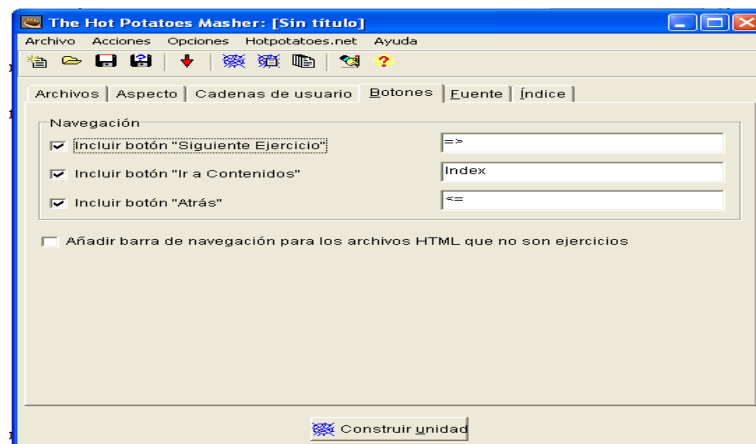 The Hot Potatoes Masher: [Sin título]
Archivo Acciones Opciones Hotpotatoes.net Ayuda
Archivos Aspecto Cadenas de usuario Botones Fuente Índice
Navegación
Incluir botón "Siguiente Ejercicio" =>
Incluir botón "Ir a Contenidos" Index
Incluir botón "Atrás" <=
Añadir barra de navegación para los archivos HTML que no son ejercicios
Construir unidad